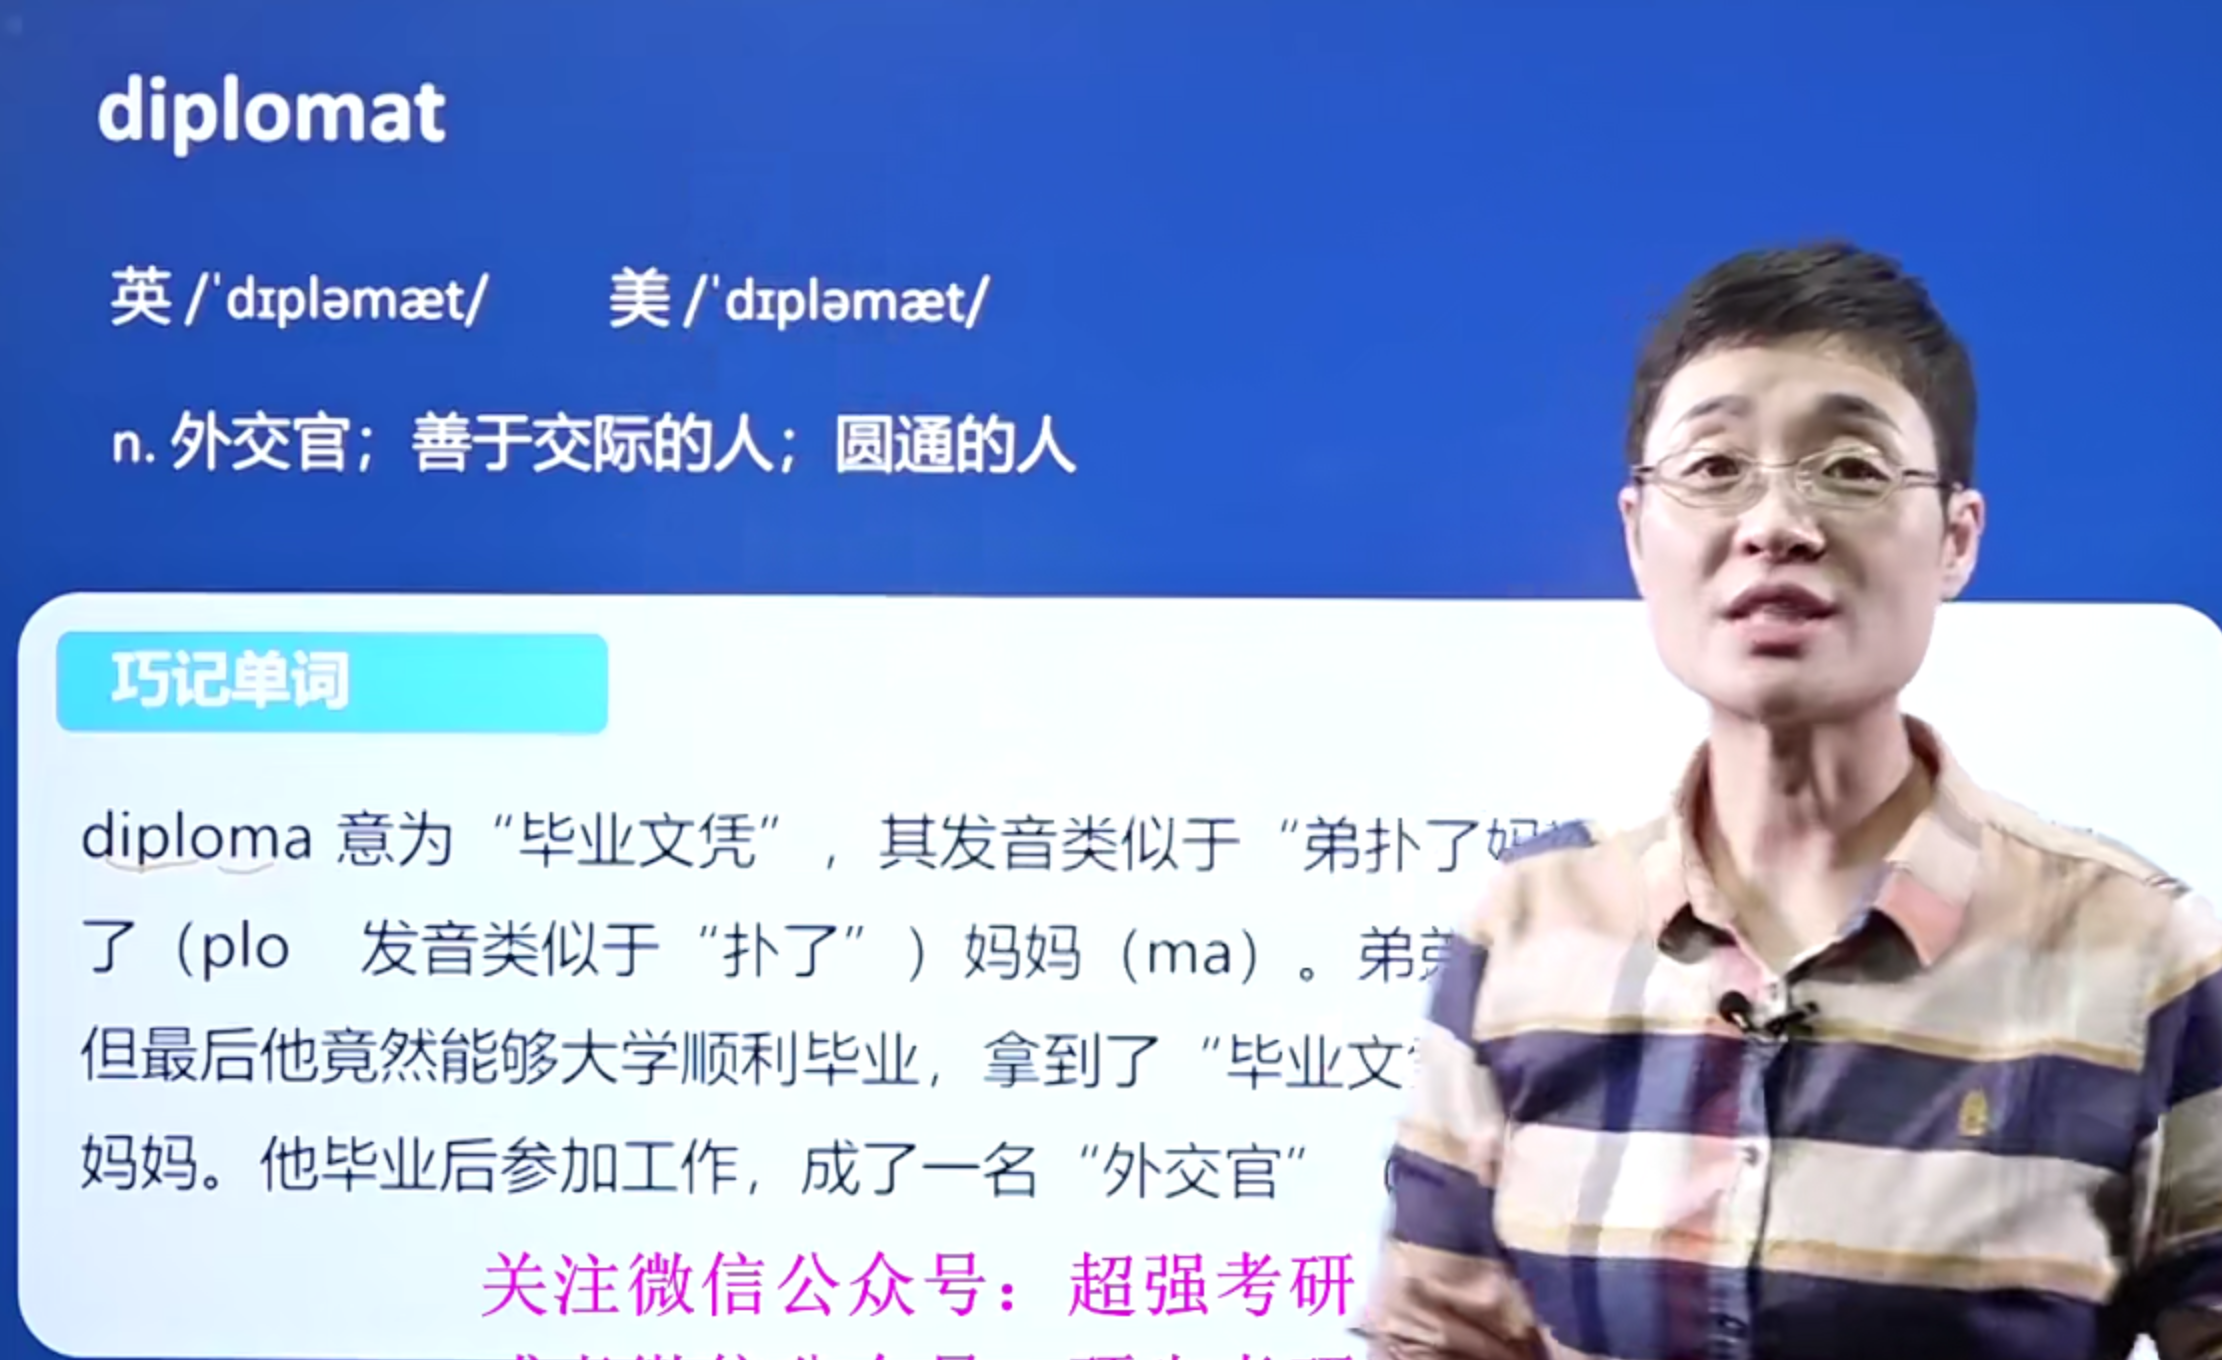 diplomat
英 /ˈdɪpləmæt/ 美 /ˈdɪpləmæt/
n. 外交官；善于交际的人；圆通的人
巧记单词
diploma 意为“毕业文凭”，其发音类似于“弟扑了妈
了（plo 发音类似于“扑了”）妈妈（ma）。弟
但最后他竟然能够大学顺利毕业，拿到了“毕业文
妈妈。他毕业后参加工作，成了一名“外交官”（
关注微信公众号：超强考研